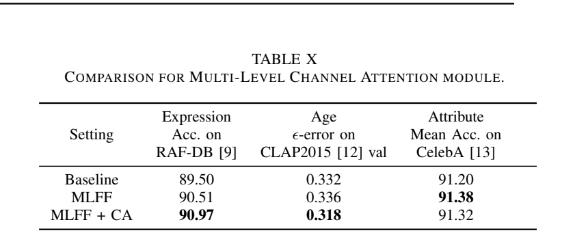 TABLE X
COMPARISON FOR MULTI-LEVEL CHANNEL ATTENTION MODULE.
Setting Expression Acc. on RAF-DB [9] Age ϵ-error on CLAP2015 [12] val Attribute Mean Acc. on CelebA [13]
Baseline 89.50 0.332 91.20
MLFF 90.51 0.336 91.38
MLFF + CA 90.97 0.318 91.32